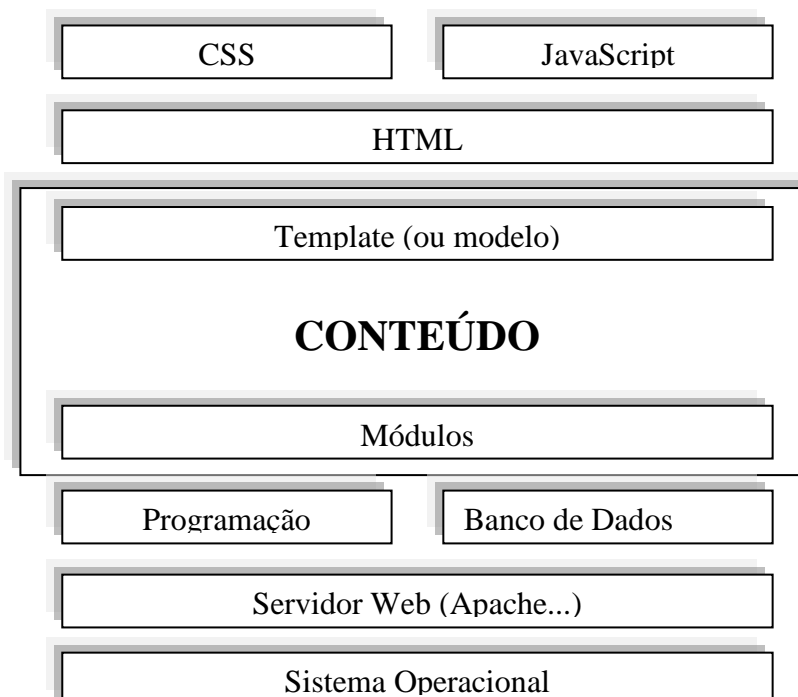 CSS
JavaScript
HTML
Template (ou modelo)
CONTEÚDO
Módulos
Programação
Banco de Dados
Servidor Web (Apache...)
Sistema Operacional